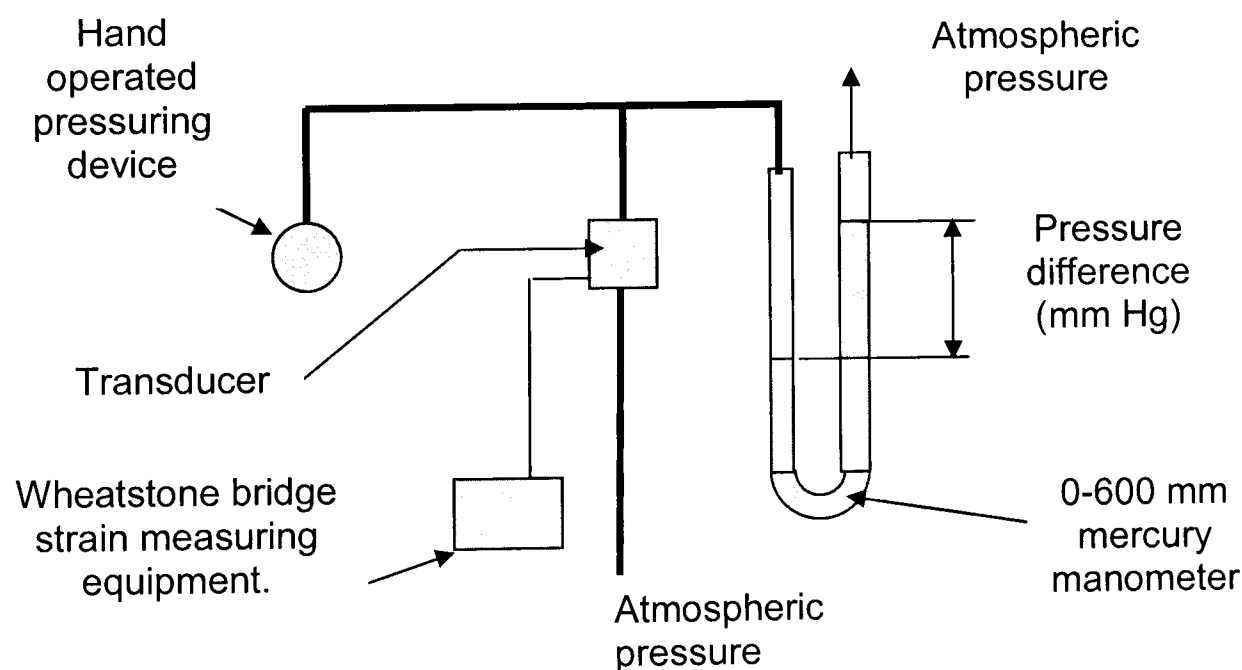 Hand
operated
pressuring
device
Atmospheric
pressure
Pressure
difference
(mm Hg)
Transducer
Wheatstone bridge
strain measuring
equipment.
0-600 mm
mercury
manometer
Atmospheric
pressure